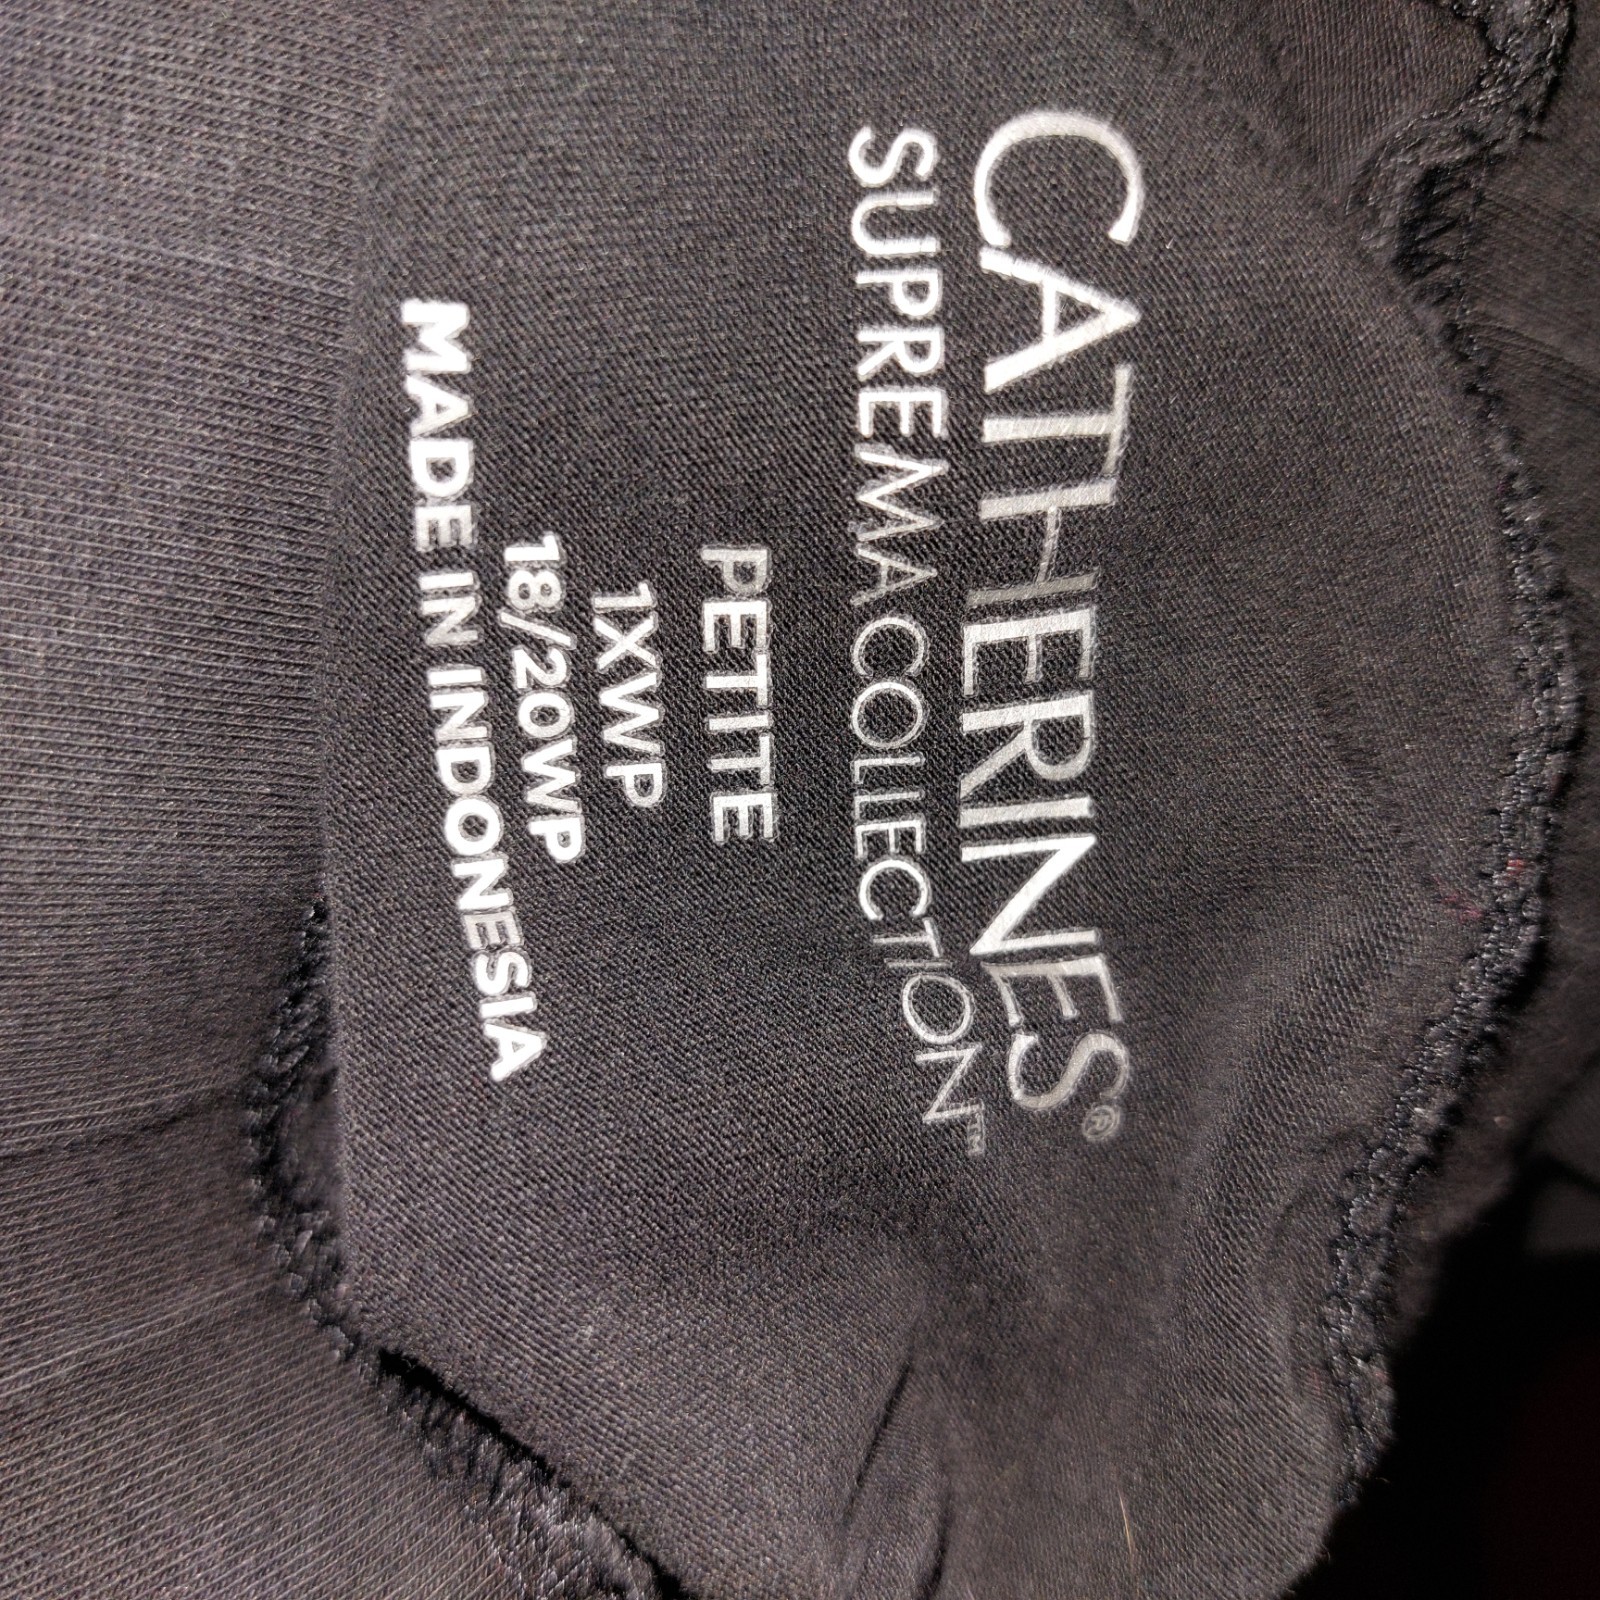 CATHERINES®
SUPREMA COLLECTION™
PETITE
1XWP
18/20WP
MADE IN INDONESIA